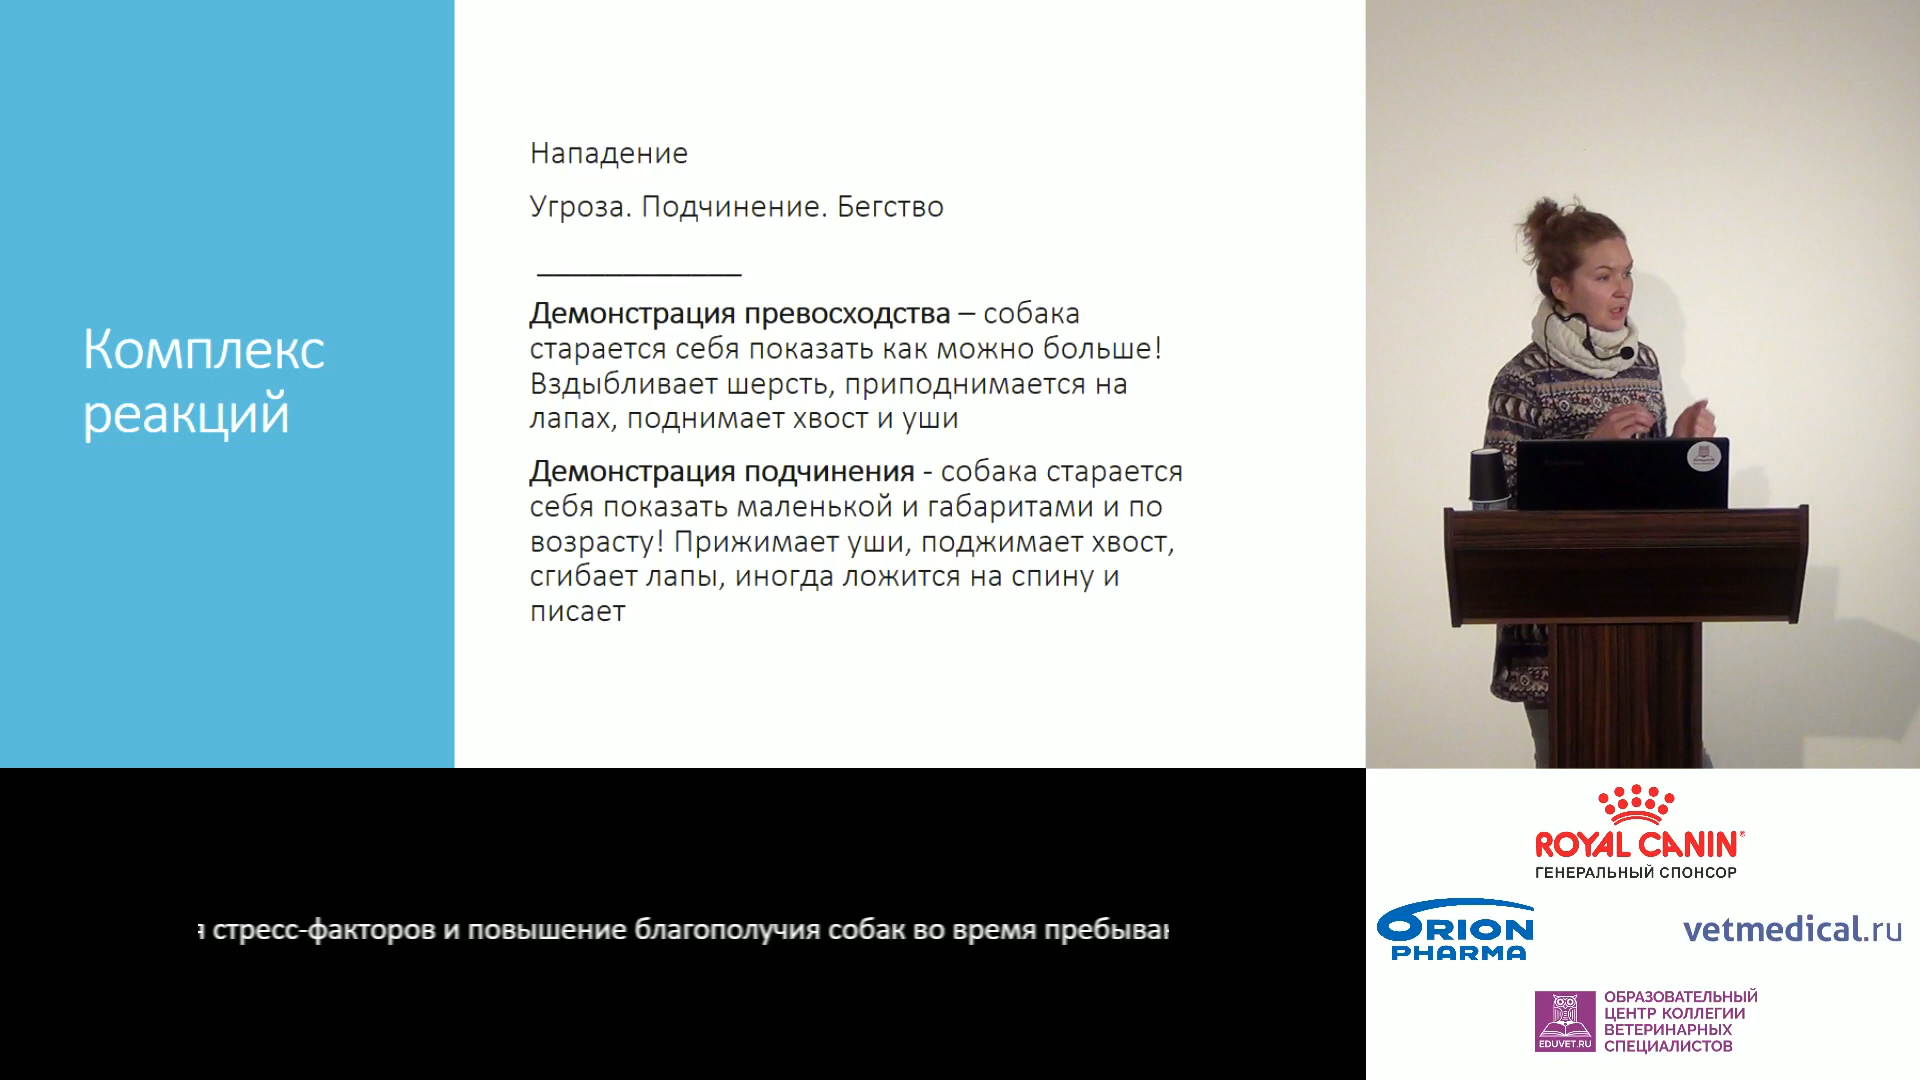 Комплекс
реакций
Нападение
Угроза. Подчинение. Бегство
Демонстрация превосходства – собака
старается себя показать как можно больше!
Вздыбливает шерсть, приподнимается на
лапах, поднимает хвост и уши
Демонстрация подчинения - собака старается
себя показать маленькой и габаритами и по
возрасту! Прижимает уши, поджимает хвост,
сгибает лапы, иногда ложится на спину и
писает
я стресс-факторов и повышение благополучия собак во время пребыван
ROYAL CANIN
ГЕНЕРАЛЬНЫЙ СПОНСОР
ORION
PHARMA
vetmedical.ru
EDUVET.RU
ОБРАЗОВАТЕЛЬНЫЙ
ЦЕНТР КОЛЛЕГИИ
ВЕТЕРИНАРНЫХ
СПЕЦИАЛИСТОВ